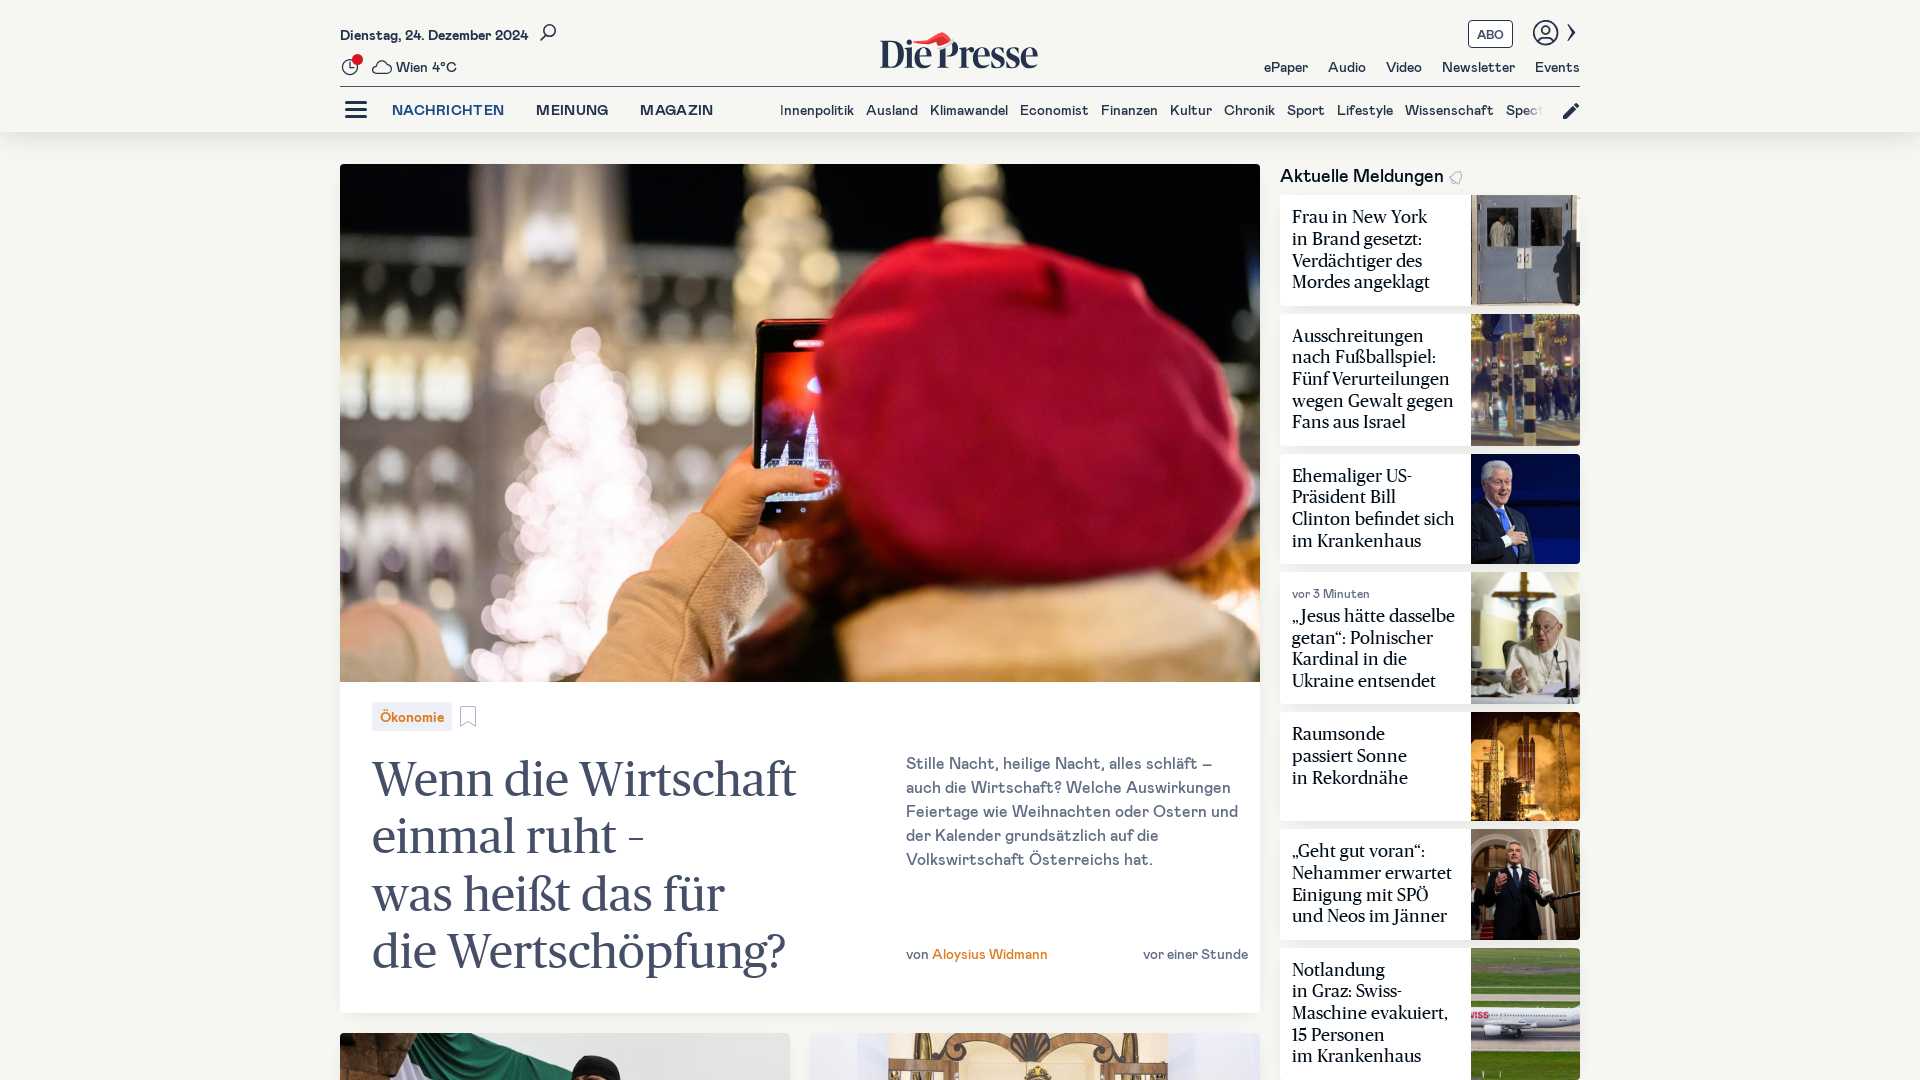 Dienstag, 24. Dezember 2024
Wien 4°C
Die Presse
ABO
ePaper Audio Video Newsletter Events
NACHRICHTEN MEINUNG MAGAZIN
Innenpolitik Ausland Klimawandel Economist Finanzen Kultur Chronik Sport Lifestyle Wissenschaft Spect
Ökonomie
Wenn die Wirtschaft
einmal ruht –
was heißt das für
die Wertschöpfung?
Stille Nacht, heilige Nacht, alles schläft –
auch die Wirtschaft? Welche Auswirkungen
Feiertage wie Weihnachten oder Ostern und
der Kalender grundsätzlich auf die
Volkswirtschaft Österreichs hat.
von Aloysius Widmann
vor einer Stunde
Aktuelle Meldungen
Frau in New York
in Brand gesetzt:
Verdächtiger des
Mordes angeklagt
Ausschreitungen
nach Fußballspiel:
Fünf Verurteilungen
wegen Gewalt gegen
Fans aus Israel
Ehemaliger US-
Präsident Bill
Clinton befindet sich
im Krankenhaus
vor 3 Minuten
„Jesus hätte dasselbe
getan“: Polnischer
Kardinal in die
Ukraine entsendet
Raumsonde
passiert Sonne
in Rekordnähe
„Geht gut voran“:
Nehammer erwartet
Einigung mit SPÖ
und Neos im Jänner
Notlandung
in Graz: Swiss-
Maschine evakuiert,
15 Personen
im Krankenhaus